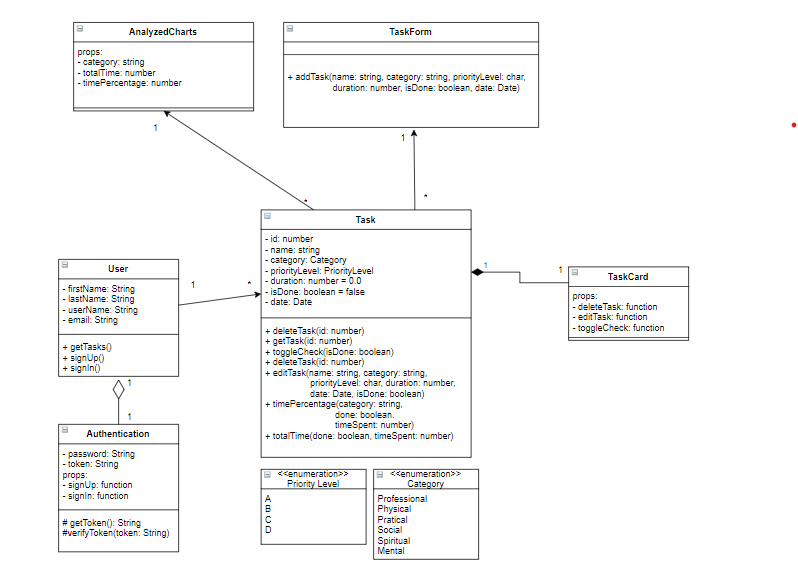 AnalyzedCharts
props:
- category: string
- totalTime: number
- timePercentage: number
TaskForm
+ addTask(name: string, category: string, priorityLevel: char,
duration: number, isDone: boolean, date: Date)
1
1
*
*
Task
- id: number
- name: string
- category: Category
- priorityLevel: PriorityLevel
- duration: number = 0.0
- isDone: boolean = false
- date: Date
+ deleteTask(id: number)
+ getTask(id: number)
+ toggleCheck(isDone: boolean)
+ deleteTask(id: number)
+ editTask(name: string, category: string,
priorityLevel: char, duration: number,
date: Date, isDone: boolean)
+ timePercentage(category: string,
done: boolean.
timeSpent: number)
+ totalTime(done: boolean, timeSpent: number)
User
- firstName: String
- lastName: String
- userName: String
- email: String
+ getTasks()
+ signUp()
+ signIn()
1
*
1
1
TaskCard
props:
- deleteTask: function
- editTask: function
- toggleCheck: function
1
1
Authentication
- password: String
- token: String
props:
- signUp: function
- signIn: function
# getToken(): String
#verifyToken(token: String)
<<enumeration>>
Priority Level
A
B
C
D
<<enumeration>>
Category
Professional
Physical
Pratical
Social
Spiritual
Mental